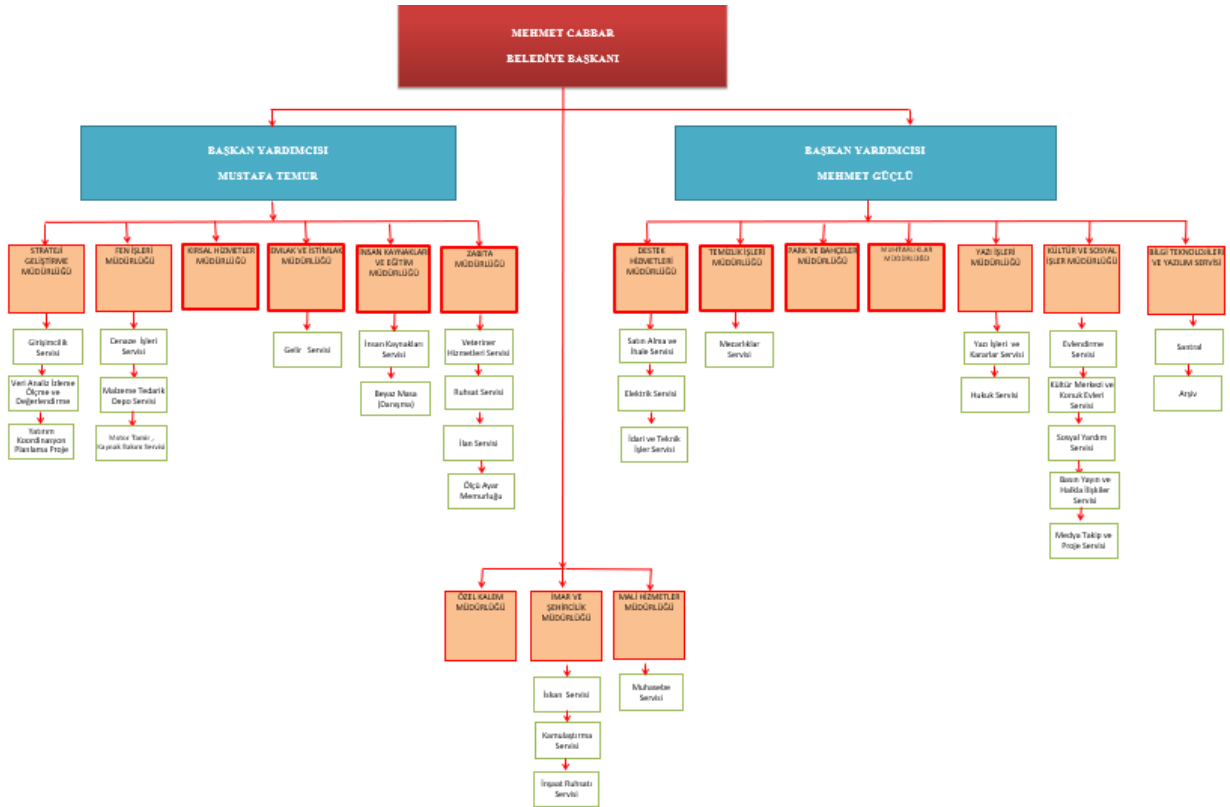 MEHMET CABBAR
BELEDİYE BAŞKANI
BAŞKAN YARDIMCISI
MUSTAFA TEMUR
BAŞKAN YARDIMCISI
MEHMET GÜÇLÜ
STRATEJİ
GELİŞTİRME
MÜDÜRLÜĞÜ
FEN İŞLERİ
MÜDÜRLÜĞÜ
KIRSAL HİZMETLER
MÜDÜRLÜĞÜ
EMLAK VE İSTİMLAK
MÜDÜRLÜĞÜ
İNSAN KAYNAKLARI
VE EĞİTİM
MÜDÜRLÜĞÜ
ZABITA
MÜDÜRLÜĞÜ
DESTEK
HİZMETLERİ
MÜDÜRLÜĞÜ
TEMİZLİK İŞLERİ
MÜDÜRLÜĞÜ
PARK VE BAHÇELER
MÜDÜRLÜĞÜ
MUHTARLIKLAR
MÜDÜRLÜĞÜ
YAZI İŞLERİ
MÜDÜRLÜĞÜ
KÜLTÜR VE SOSYAL
İŞLER MÜDÜRLÜĞÜ
BİLGİ TEKNOLOJİLERİ
VE YAZILIM SERVİSİ
Girişimcilik
Servisi
Veri Analiz İzleme
Ölçme ve
Değerlendirme
Yatırım
Koordinasyon
Planlama Proje
Cenaze İşleri
Servisi
Malzeme Tedarik
Depo Servisi
Motor Tamir,
Kaynak Bakım Servisi
Gelir Servisi
İnsan Kaynakları
Servisi
Beyaz Masa
(Danışma)
Veteriner
Hizmetleri Servisi
Ruhsat Servisi
İlan Servisi
Ölçü Ayar
Memurluğu
Satın Alma ve
İhale Servisi
Elektrik Servisi
İdari ve Teknik
İşler Servisi
Mezarlıklar
Servisi
Yazı İşleri ve
Kararlar Servisi
Hukuk Servisi
Evlendirme
Servisi
Kültür Merkezi ve
Konuk Evleri
Servisi
Sosyal Yardım
Servisi
Basın Yayın ve
Halkla İlişkiler
Servisi
Medya Takip ve
Proje Servisi
Santral
Arşiv
ÖZEL KALEM
MÜDÜRLÜĞÜ
İMAR VE
ŞEHİRCİLİK
MÜDÜRLÜĞÜ
MALİ HİZMETLER
MÜDÜRLÜĞÜ
İskan Servisi
Kamulaştırma
Servisi
İnşaat Ruhsatı
Servisi
Muhasebe
Servisi